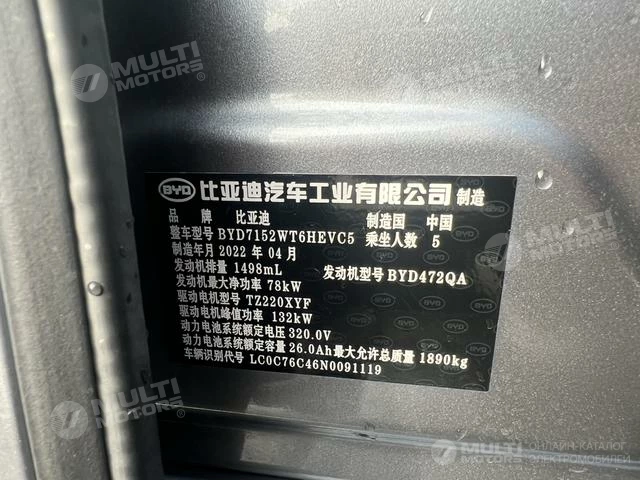 MULTI MOTORS
MULTI MOTORS
BYD 比亚迪汽车工业有限公司 制造
品 牌 比亚迪 制造国 中国
整车型号 BYD7152WT6HEVC5 乘坐人数 5
制造年月 2022 年 04 月
发动机排量 1498mL 发动机型号 BYD472QA
发动机最大净功率 78kW
驱动电机型号 TZ220XYF
驱动电机峰值功率 132kW
动力电池系统额定电压 320.0V
动力电池系统额定容量 26.0Ah 最大允许总质量 1890kg
车辆识别代号 LC0C76C46N0091119
MULTI MOTORS
MULTI MOTORS ОНЛАЙН-КАТАЛОГ ЭЛЕКТРОМОБИЛЕЙ